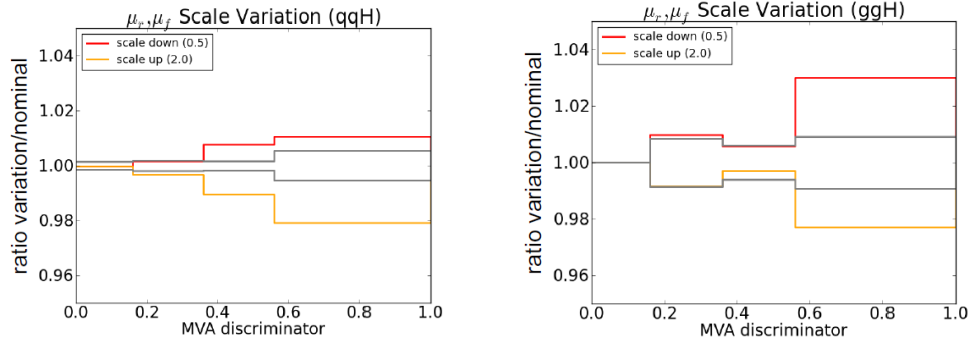 μr,μf Scale Variation (qqH)
scale down (0.5)
scale up (2.0)
ratio variation/nominal
1.04
1.02
1.00
0.98
0.96
0.0 0.2 0.4 0.6 0.8 1.0
MVA discriminator
μr,μf Scale Variation (ggH)
scale down (0.5)
scale up (2.0)
ratio variation/nominal
1.04
1.02
1.00
0.98
0.96
0.0 0.2 0.4 0.6 0.8 1.0
MVA discriminator